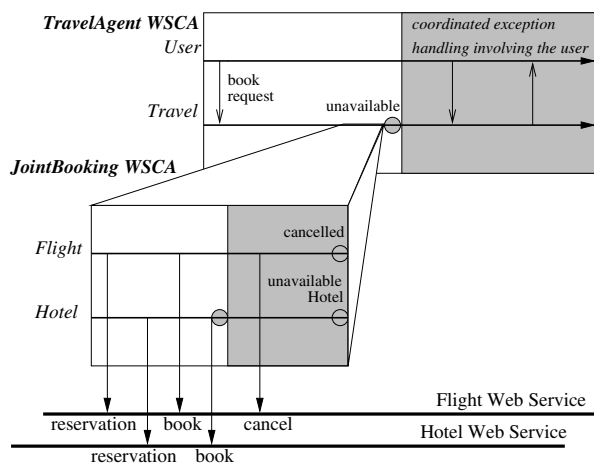 TravelAgent WSCA
coordinated exception
User
handling involving the user
book
request
unavailable
Travel
JointBooking WSCA
cancelled
Flight
unavailable
Hotel
Hotel
Flight Web Service
reservation book cancel
Hotel Web Service
reservation book